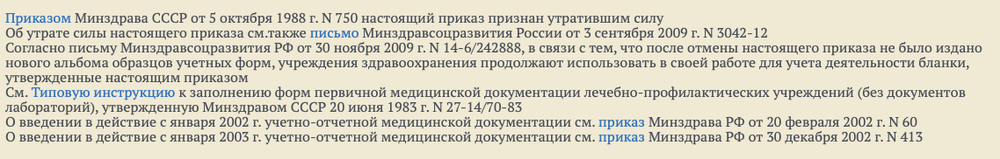 Приказом Минздрава СССР от 5 октября 1988 г. N 750 настоящий приказ признан утратившим силу
Об утрате силы настоящего приказа см.также письмо Минздравсоцразвития России от 3 сентября 2009 г. N 3042-12
Согласно письму Минздравсоцразвития РФ от 30 ноября 2009 г. N 14-6/242888, в связи с тем, что после отмены настоящего приказа не было издано
нового альбома образцов учетных форм, учреждения здравоохранения продолжают использовать в своей работе для учета деятельности бланки,
утвержденные настоящим приказом
См. Типовую инструкцию к заполнению форм первичной медицинской документации лечебно-профилактических учреждений (без документов
лабораторий), утвержденную Минздравом СССР 20 июня 1983 г. N 27-14/70-83
О введении в действие с января 2002 г. учетно-отчетной медицинской документации см. приказ Минздрава РФ от 20 февраля 2002 г. N 60
О введении в действие с января 2003 г. учетно-отчетной медицинской документации см. приказ Минздрава РФ от 30 декабря 2002 г. N 413